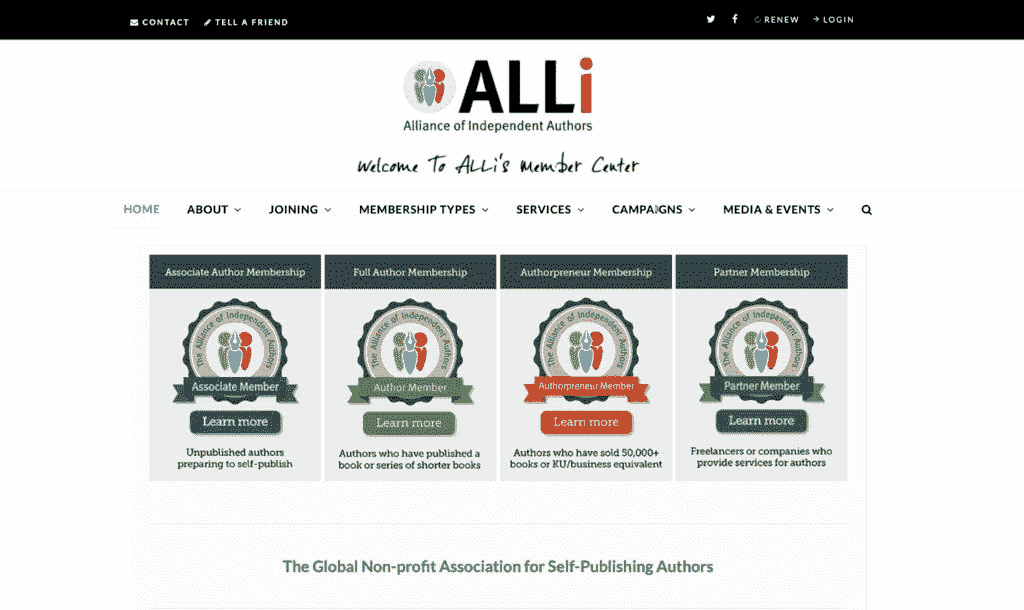 CONTACT TELL A FRIEND
RENEW LOGIN
ALLi
Alliance of Independent Authors
Welcome To ALLi's Member Center
HOME ABOUT JOINING MEMBERSHIP TYPES SERVICES CAMPAIGNS MEDIA & EVENTS
Associate Author Membership
The Alliance of Independent Authors
Associate Member
Learn more
Unpublished authors
preparing to self-publish
Full Author Membership
The Alliance of Independent Authors
Author Member
Learn more
Authors who have published a
book or series of shorter books
Authorpreneur Membership
The Alliance of Independent Authors
Authorpreneur Member
Learn more
Authors who have sold 50,000+
books or KU/business equivalent
Partner Membership
The Alliance of Independent Authors
Partner Member
Learn more
Freelancers or companies who
provide services for authors
The Global Non-profit Association for Self-Publishing Authors